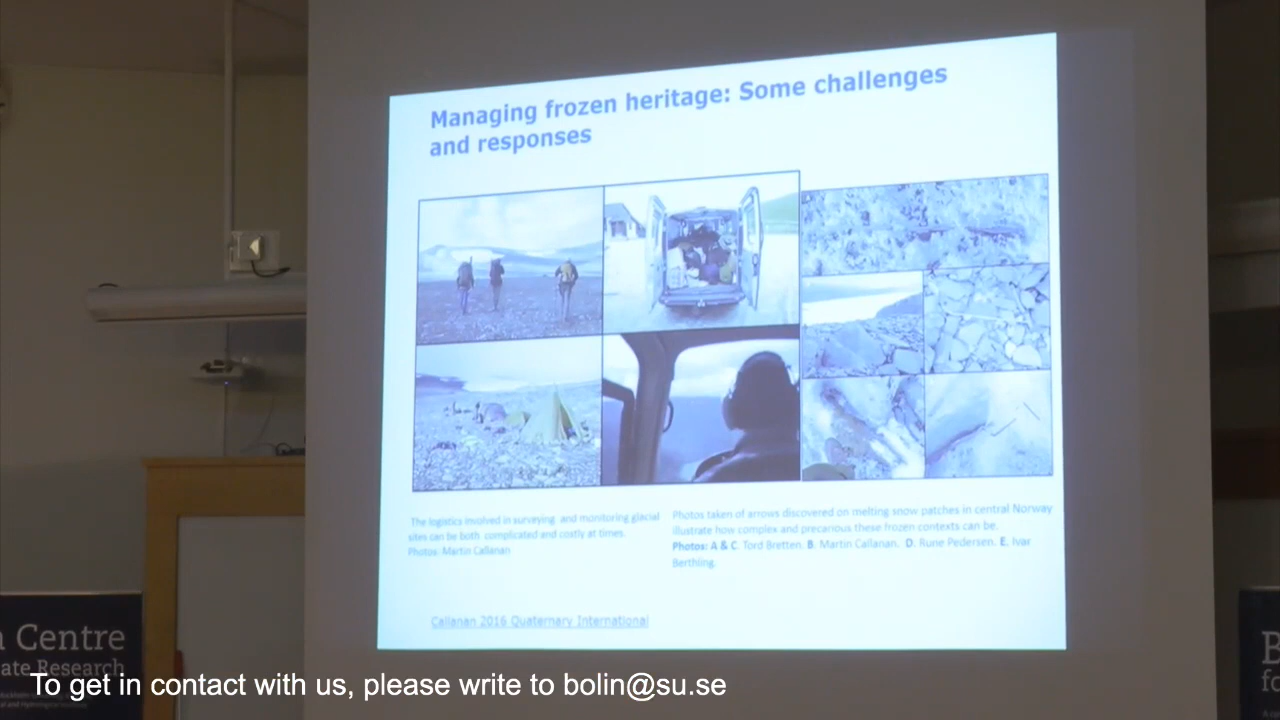 Managing frozen heritage: Some challenges
and responses
The logistics involved in surveying and monitoring glacial
sites can be both complicated and costly at times.
Photos: Martin Callanan
Photos taken of arrows discovered on melting snow patches in central Norway
illustrate how complex and precarious these frozen contexts can be.
Photos: A & C. Tord Bretten. B. Martin Callanan. D. Rune Pedersen. E. Ivar
Berthling.
Callanan 2016 Quaternary International
Centre
ate Research
To get in contact with us, please write to bolin@su.se
B
fo